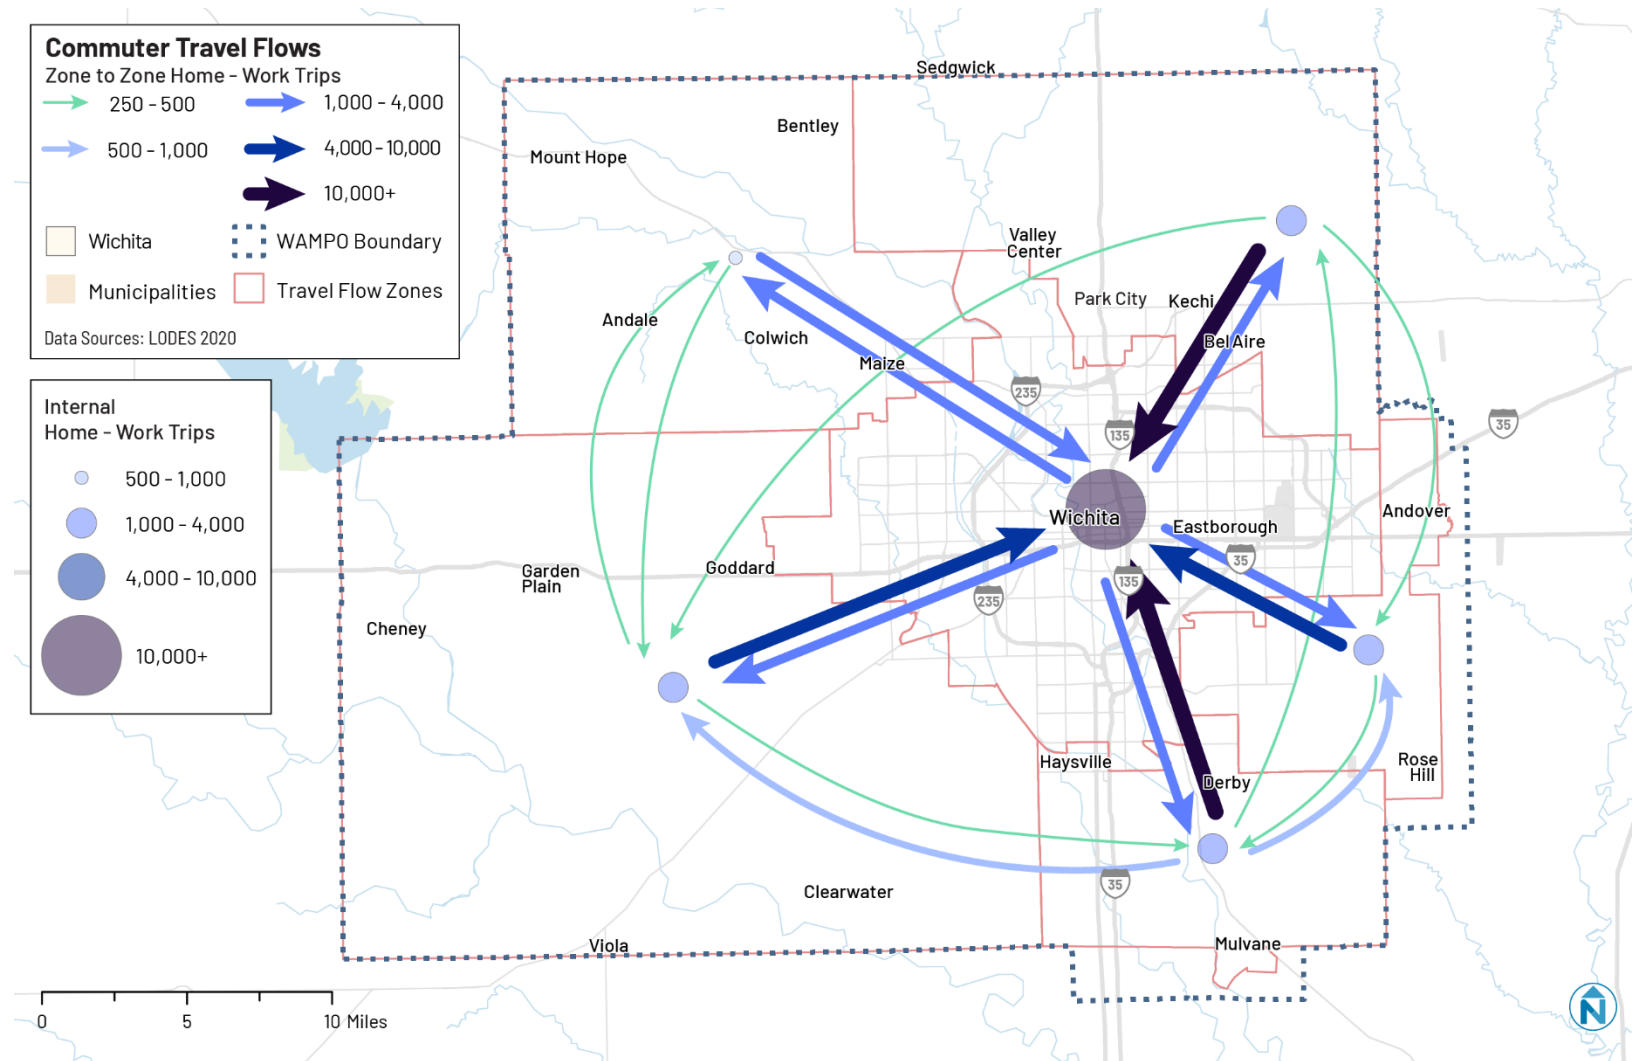 Commuter Travel Flows
Zone to Zone Home - Work Trips
250 - 500
1,000 - 4,000
500 - 1,000
4,000 - 10,000
10,000+
Wichita
WAMPO Boundary
Municipalities
Travel Flow Zones
Data Sources: LODES 2020
Internal
Home - Work Trips
500 - 1,000
1,000 - 4,000
4,000 - 10,000
10,000+
Sedgwick
Bentley
Mount Hope
Valley
Center
Park City
Kechi
Andale
Colwich
Bel Aire
Maize
235
135
35
Andover
Wichita
Eastborough
35
Goddard
Garden
Plain
135
235
Cheney
Haysville
Derby
Rose
Hill
35
Clearwater
Viola
Mulvane
0
5
10 Miles
N